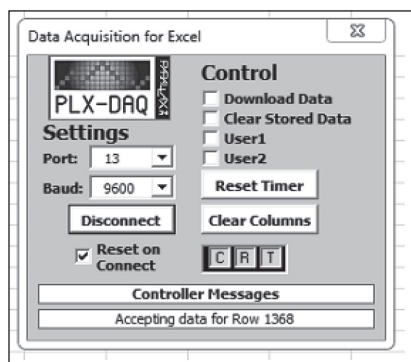 Data Acquisition for Excel
PLX-DAQ
Control
Download Data
Clear Stored Data
User1
User2
Settings
Port: 13
Baud: 9600
Reset Timer
Disconnect
Clear Columns
Reset on
Connect
C R T
Controller Messages
Accepting data for Row 1368